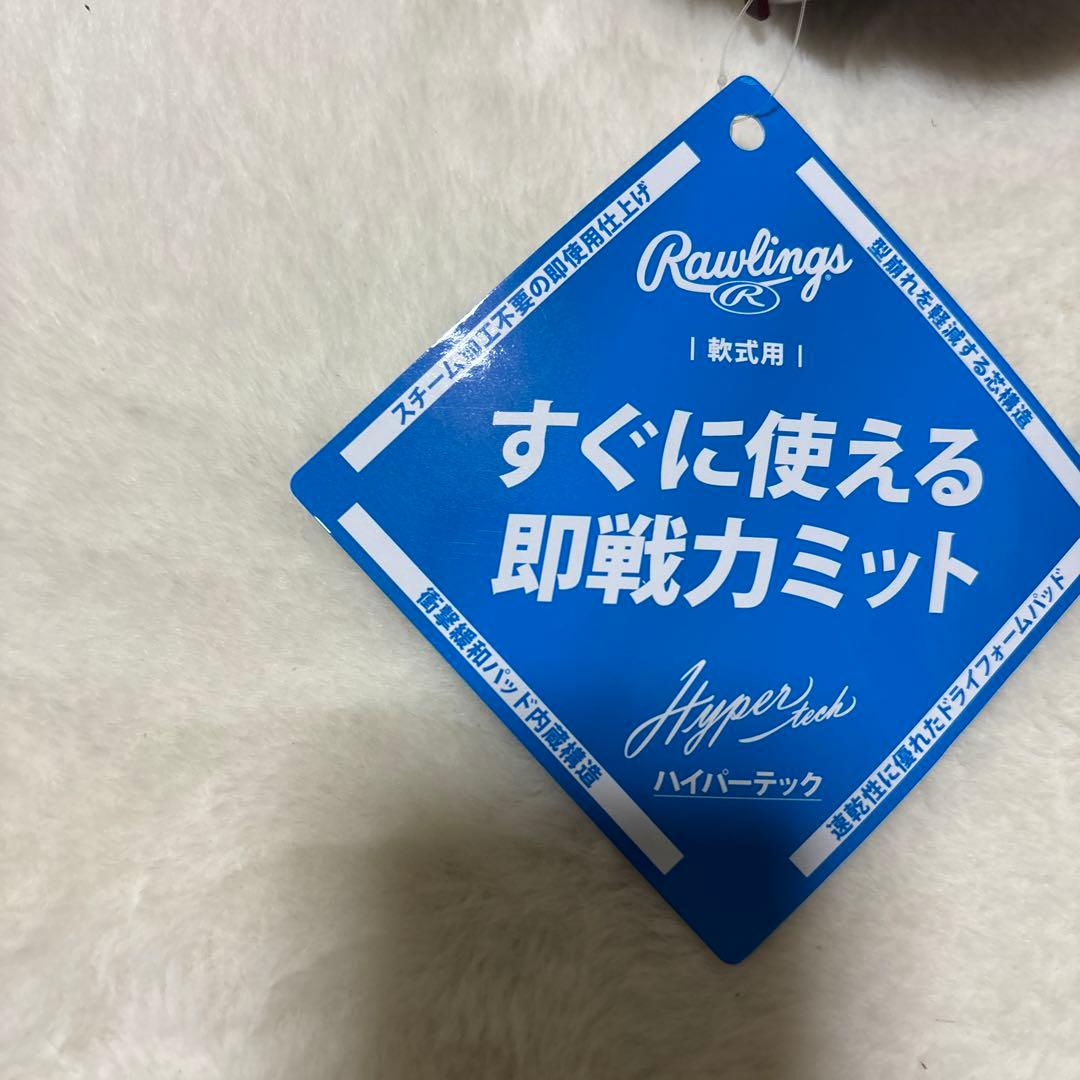 Rawlings
R
軟式用
すぐに使える
即戦力ミット
Hyper tech
ハイパーテック
スチーム加工不要の即使用仕上げ
型崩れを軽減する芯構造
衝撃緩和パッド内蔵構造
速乾性に優れたドライフォームパッド